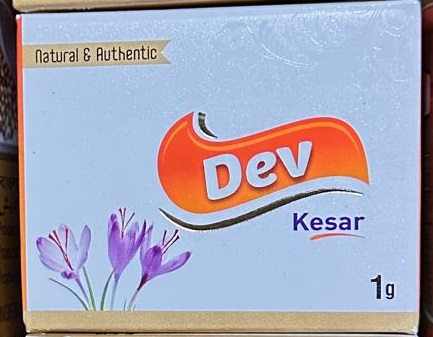 Natural & Authentic
Dev
Kesar
1g